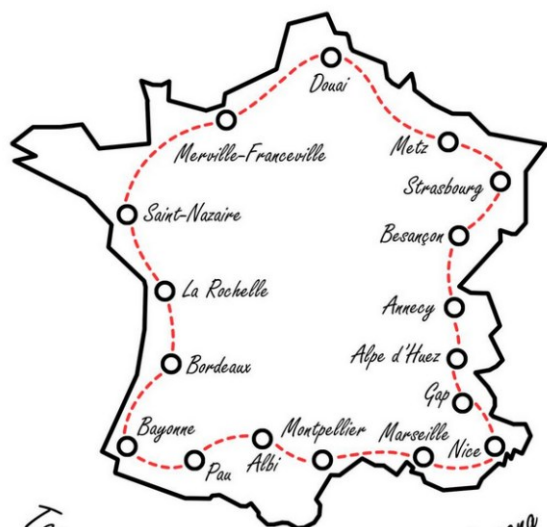 Douai
Merville-Franceville
Metz
Strasbourg
Saint-Nazaire
Besançon
La Rochelle
Annecy
Alpe d'Huez
Bordeaux
Gap
Bayonne
Montpellier
Marseille
Nice
Pau
Albi